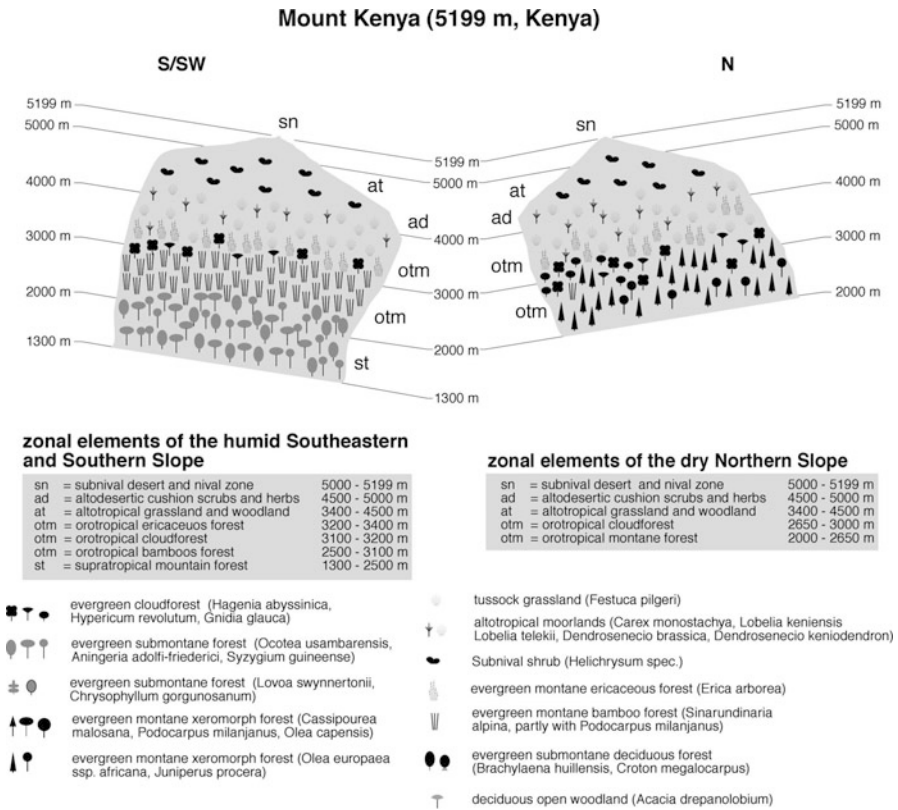 Mount Kenya (5199 m, Kenya)
S/SW
N
5199 m
5000 m
4000 m
3000 m
2000 m
1300 m
sn
at
ad
otm
otm
st
5199 m
5000 m
4000 m
3000 m
2000 m
1300 m
sn
at
ad
otm
otm
5199 m
5000 m
4000 m
3000 m
2000 m
zonal elements of the humid Southeastern
and Southern Slope
sn = subnival desert and nival zone 5000 - 5199 m
ad = altodesertic cushion scrubs and herbs 4500 - 5000 m
at = altotropical grassland and woodland 3400 - 4500 m
otm = orotropical ericaceuos forest 3200 - 3400 m
otm = orotropical cloudforest 3100 - 3200 m
otm = orotropical bamboos forest 2500 - 3100 m
st = supratropical mountain forest 1300 - 2500 m
zonal elements of the dry Northern Slope
sn = subnival desert and nival zone 5000 - 5199 m
ad = altodesertic cushion scrubs and herbs 4500 - 5000 m
at = altotropical grassland and woodland 3400 - 4500 m
otm = orotropical cloudforest 2650 - 3000 m
otm = orotropical montane forest 2000 - 2650 m
evergreen cloudforest (Hagenia abyssinica,
Hypericum revolutum, Gnidia glauca)
evergreen submontane forest (Ocotea usambarensis,
Aningeria adolfi-friederici, Syzygium guineense)
evergreen submontane forest (Lovoa swynnertonii,
Chrysophyllum gorgunosanum)
evergreen montane xeromorph forest (Cassipourea
malosana, Podocarpus milanjanus, Olea capensis)
evergreen montane xeromorph forest (Olea europaea
ssp. africana, Juniperus procera)
tussock grassland (Festuca pilgeri)
altotropical moorlands (Carex monostachya, Lobelia keniensis
Lobelia telekii, Dendrosenecio brassica, Dendrosenecio keniodendron)
Subnival shrub (Helichrysum spec.)
evergreen montane ericaceous forest (Erica arborea)
evergreen montane bamboo forest (Sinarundinaria
alpina, partly with Podocarpus milanjanus)
evergreen submontane deciduous forest
(Brachylaena huillensis, Croton megalocarpus)
deciduous open woodland (Acacia drepanolobium)